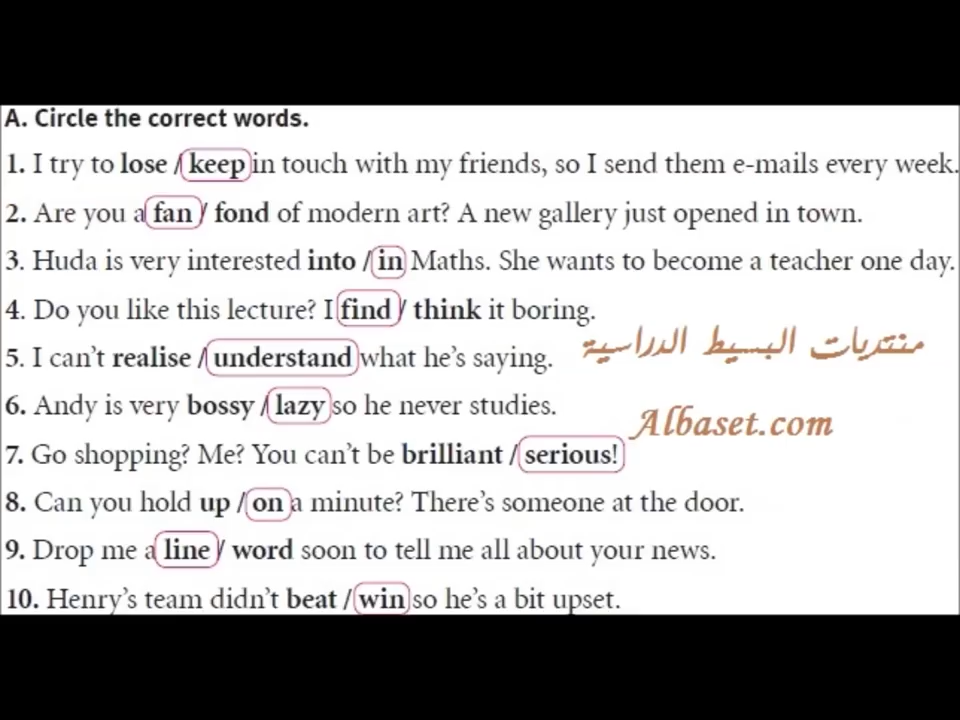 A. Circle the correct words.
1. I try to lose / keep in touch with my friends, so I send them e-mails every week.
2. Are you a fan / fond of modern art? A new gallery just opened in town.
3. Huda is very interested into / in Maths. She wants to become a teacher one day.
4. Do you like this lecture? I find / think it boring.
منتديات البسيط الدراسية
5. I can't realise / understand what he's saying.
6. Andy is very bossy / lazy so he never studies.
Albaset.com
7. Go shopping? Me? You can't be brilliant / serious!
8. Can you hold up / on a minute? There's someone at the door.
9. Drop me a line / word soon to tell me all about your news.
10. Henry's team didn't beat / win so he's a bit upset.